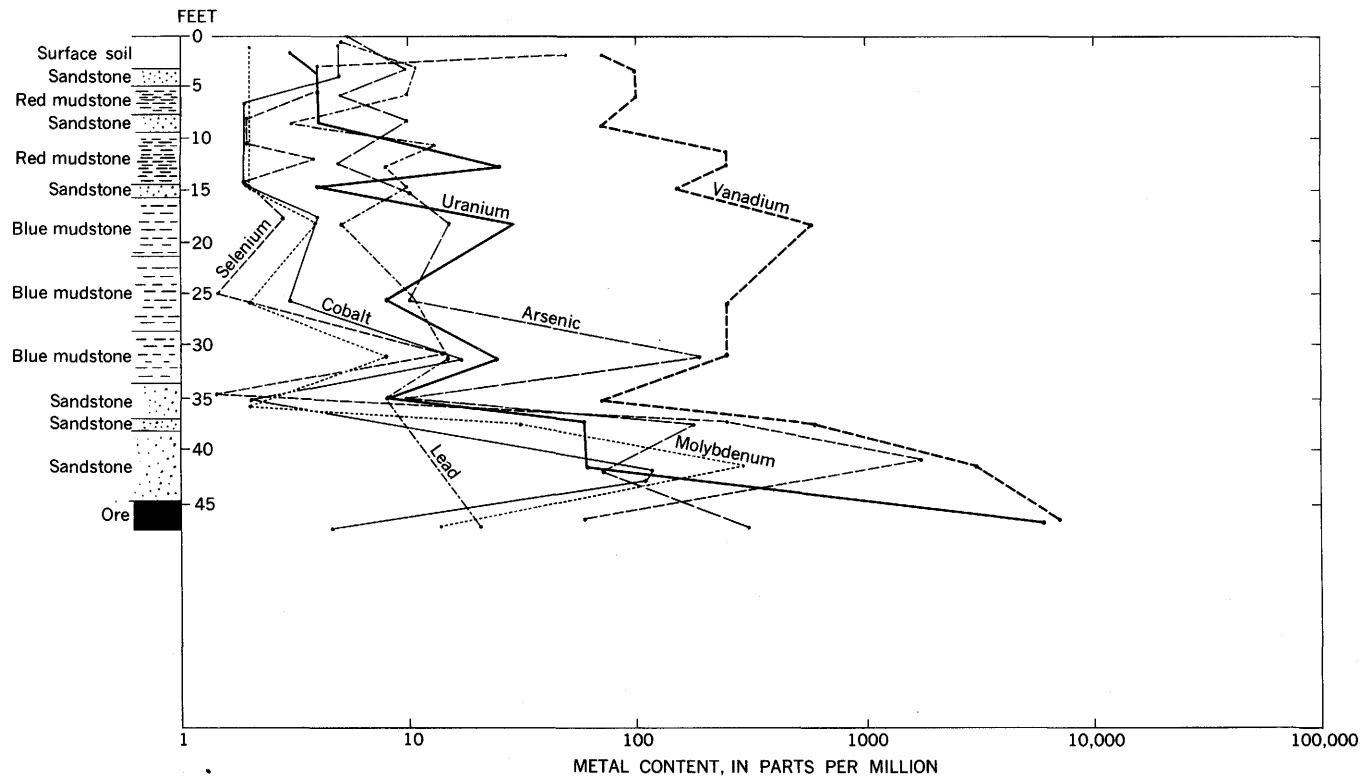 FEET
0
Surface soil
Sandstone
5
Red mudstone
Sandstone
10
Red mudstone
Sandstone
15
Uranium
Vanadium
Blue mudstone
20
Selenium
Blue mudstone
25
Cobalt
Arsenic
30
Blue mudstone
Sandstone
35
Sandstone
40
Lead
Molybdenum
Sandstone
45
Ore
1 10 100 1000 10,000 100,000
METAL CONTENT, IN PARTS PER MILLION